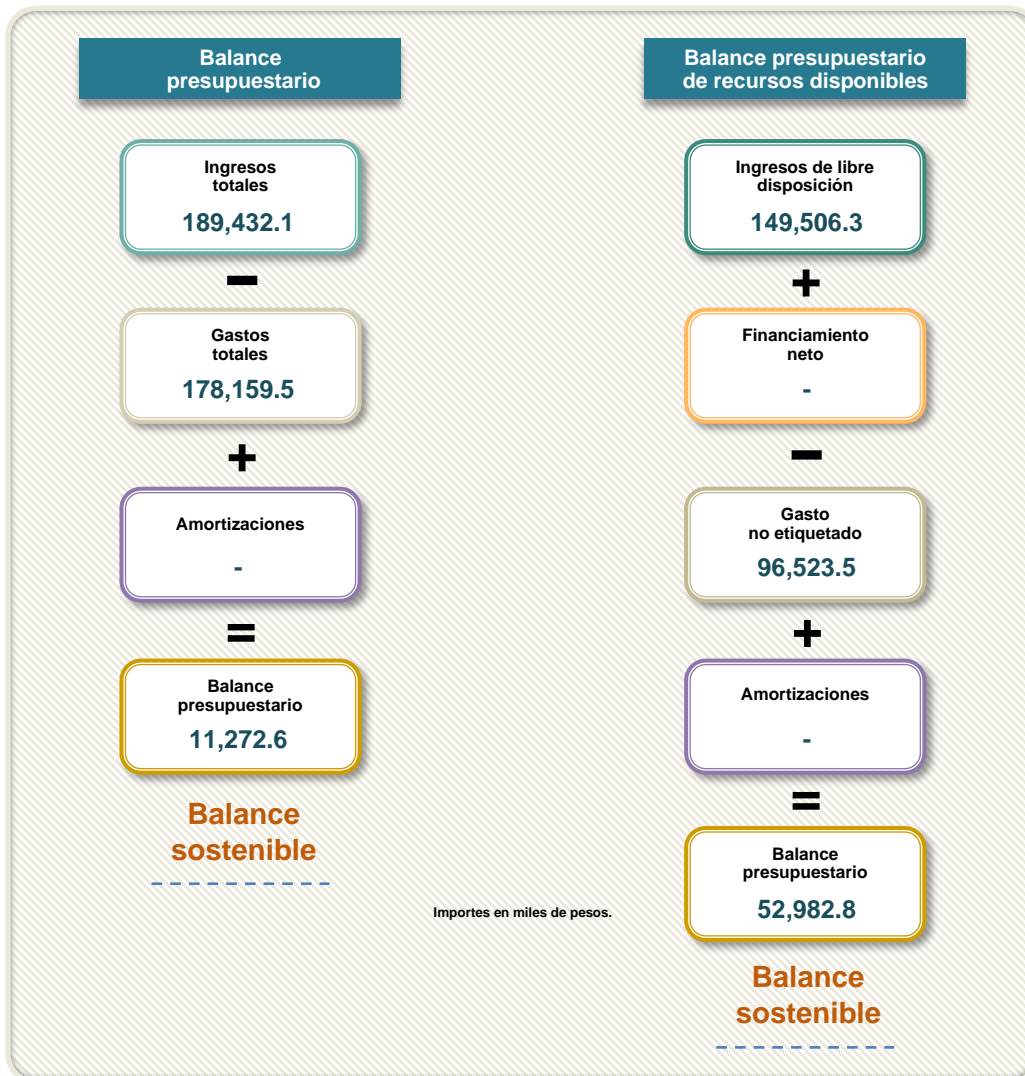 Balance
presupuestario
Ingresos
totales
189,432.1
−
Gastos
totales
178,159.5
+
Amortizaciones
-
=
Balance
presupuestario
11,272.6
Balance
sostenible
Balance presupuestario
de recursos disponibles
Ingresos de libre
disposición
149,506.3
+
Financiamiento
neto
-
−
Gasto
no etiquetado
96,523.5
+
Amortizaciones
-
=
Balance
presupuestario
52,982.8
Balance
sostenible
Importes en miles de pesos.